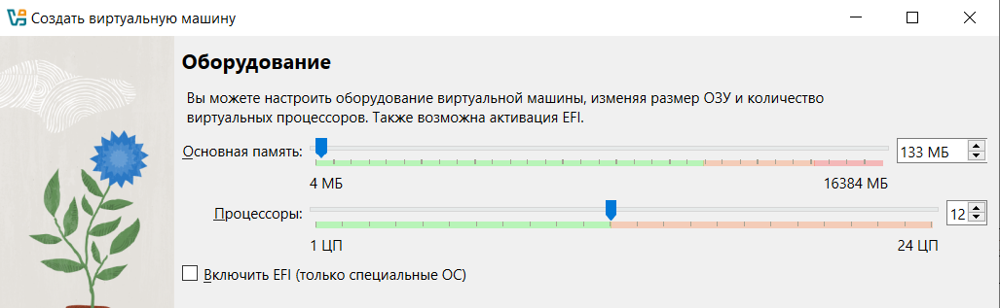 Создать виртуальную машину
Оборудование
Вы можете настроить оборудование виртуальной машины, изменяя размер ОЗУ и количество
виртуальных процессоров. Также возможна активация EFI.
Основная память: 133 МБ
4 МБ 16384 МБ
Процессоры: 12
1 ЦП 24 ЦП
Включить EFI (только специальные ОС)